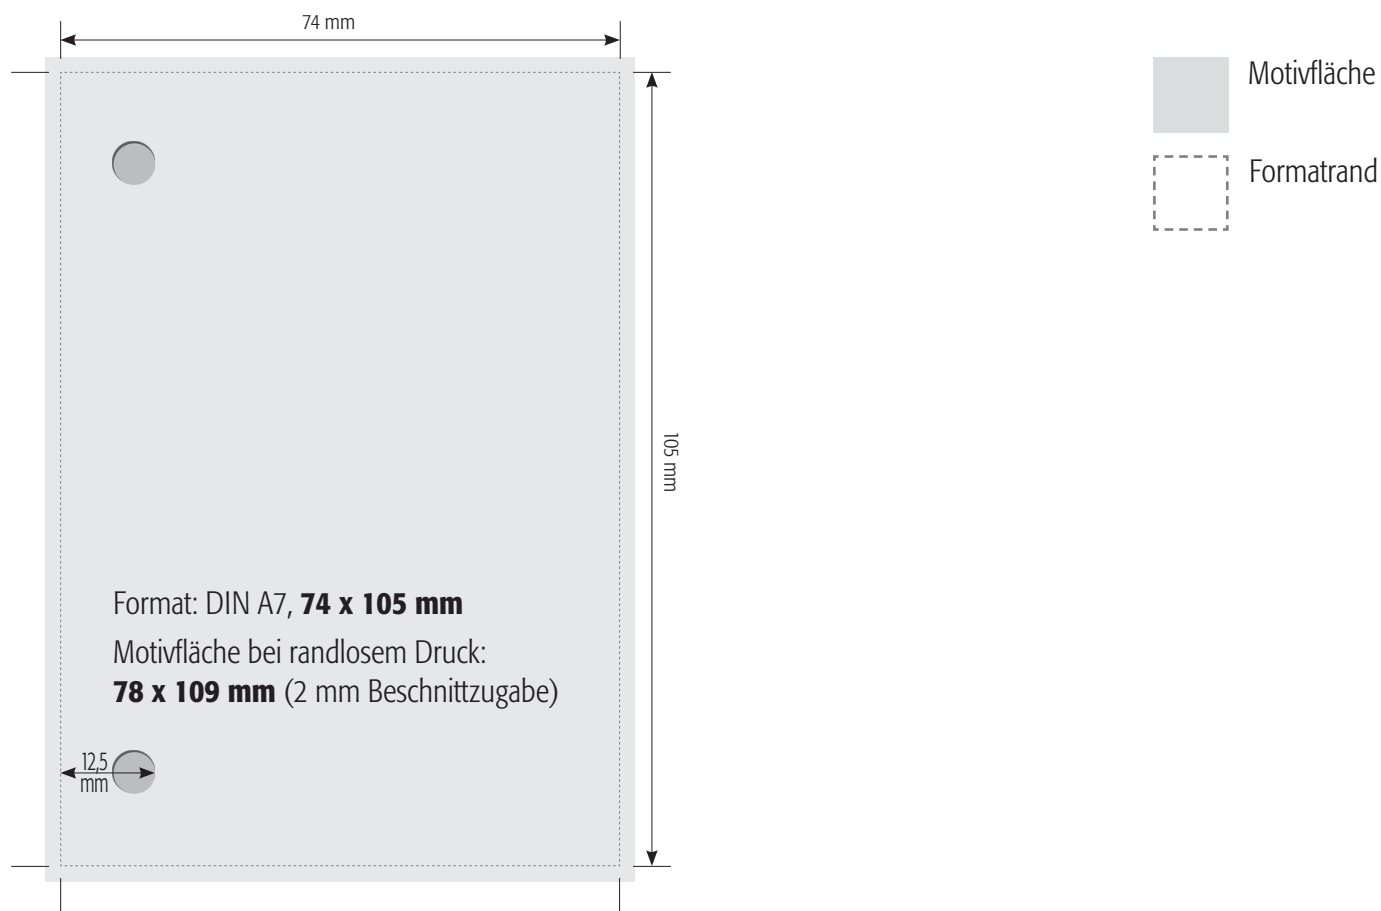 74 mm
Motivfläche
Formatrand
105 mm
Format: DIN A7, 74 x 105 mm
Motivfläche bei randlosem Druck:
78 x 109 mm (2 mm Beschnittzugabe)
12,5
mm